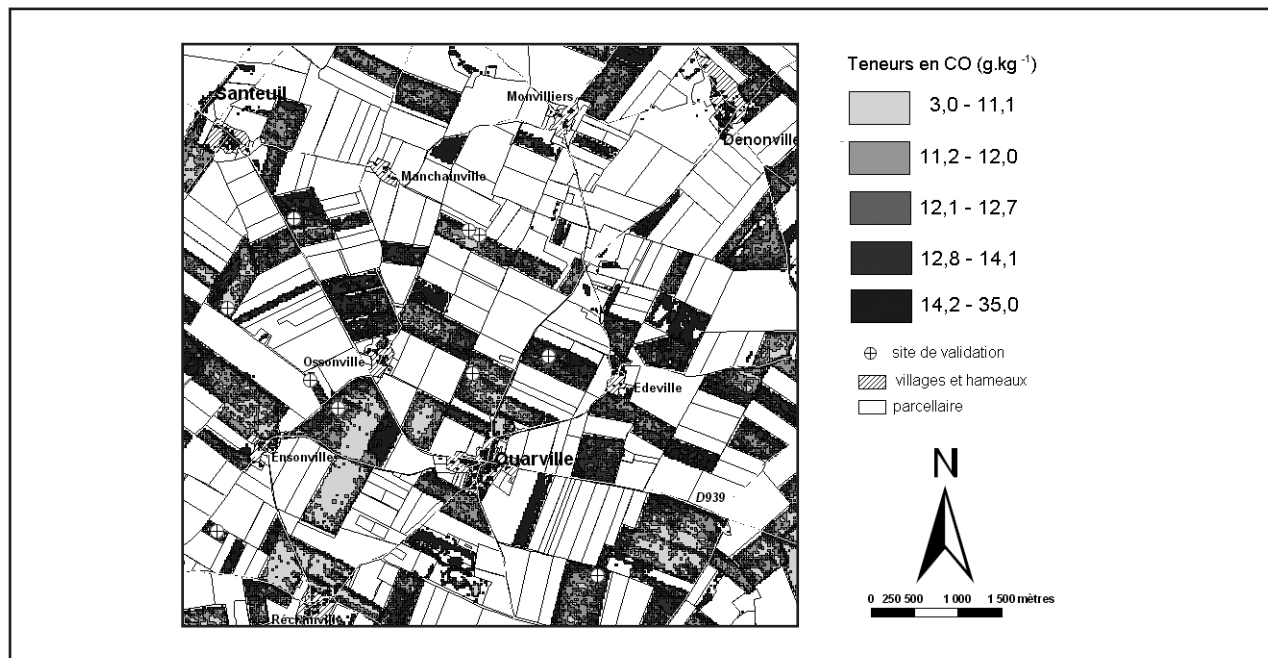 Santeuil
Monvilliers
Denonville
Manchainville
Ossonville
Edeville
Ensonville
Ouarville
D939
Réclainville
Teneurs en CO (g.kg -1)
3,0 - 11,1
11,2 - 12,0
12,1 - 12,7
12,8 - 14,1
14,2 - 35,0
site de validation
villages et hameaux
parcellaire
N
0 250 500 1 000 1 500 mètres